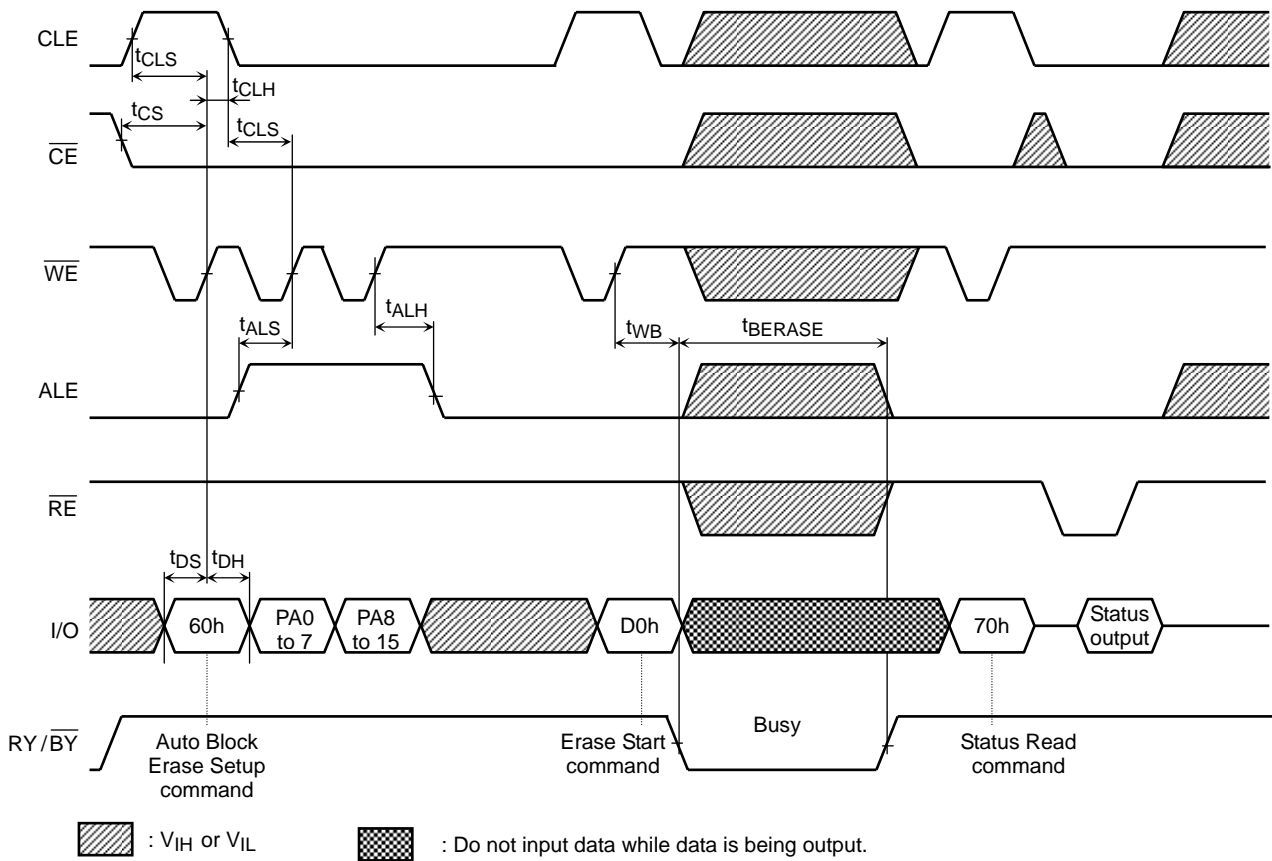 CLE
tCLS
tCLH
tCS
tCLS
CE
WE
tALS
tALH
tWB
tBERASE
ALE
RE
tDS
tDH
I/O
60h
PA0
to 7
PA8
to 15
D0h
70h
Status
output
RY/BY
Busy
Auto Block
Erase Setup
command
Erase Start
command
Status Read
command
: VIH or VIL
: Do not input data while data is being output.